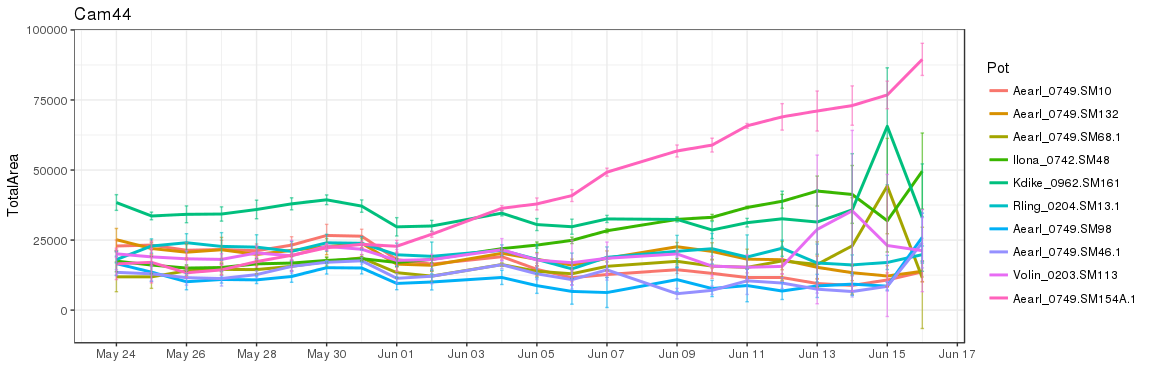 Cam44
TotalArea
100000
75000
50000
25000
0
May 24
May 26
May 28
May 30
Jun 01
Jun 03
Jun 05
Jun 07
Jun 09
Jun 11
Jun 13
Jun 15
Jun 17
Pot
Aearl_0749.SM10
Aearl_0749.SM132
Aearl_0749.SM68.1
Ilona_0742.SM48
Kdike_0962.SM161
Rling_0204.SM13.1
Aearl_0749.SM98
Aearl_0749.SM46.1
Volin_0203.SM113
Aearl_0749.SM154A.1